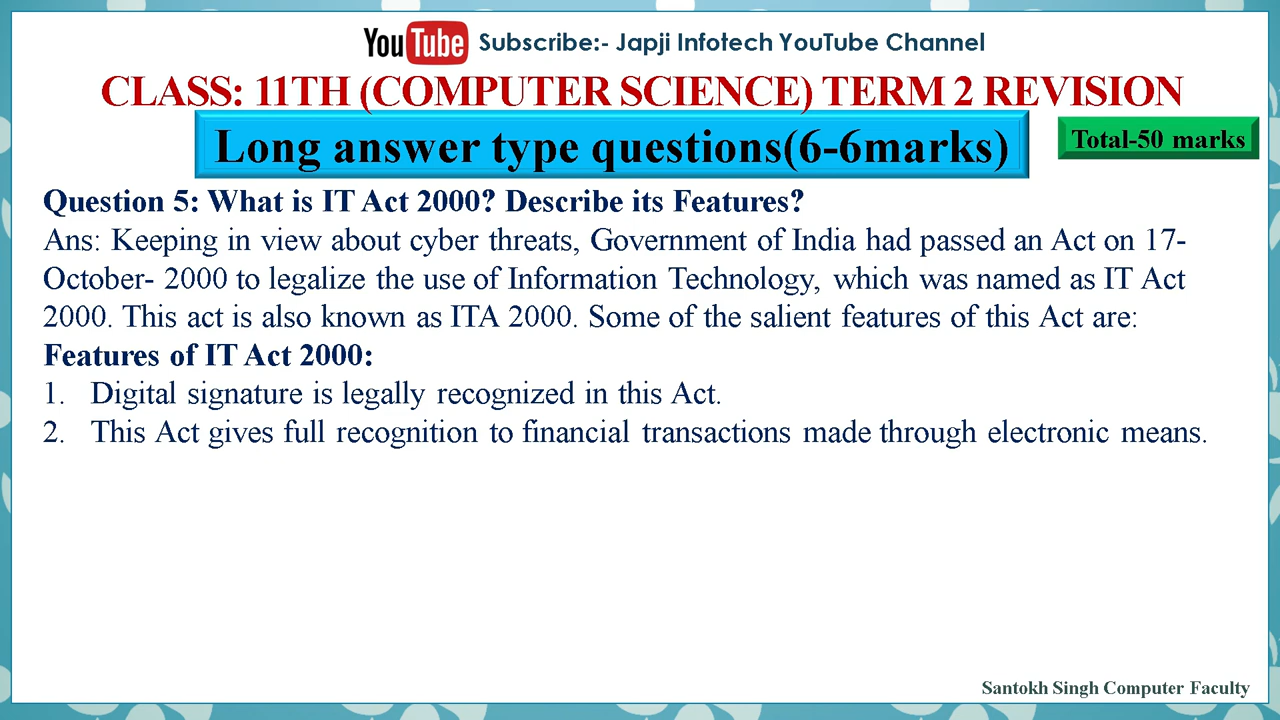 YouTube Subscribe:- Japji Infotech YouTube Channel
CLASS: 11TH (COMPUTER SCIENCE) TERM 2 REVISION
Long answer type questions(6-6marks)
Total-50 marks
Question 5: What is IT Act 2000? Describe its Features?
Ans: Keeping in view about cyber threats, Government of India had passed an Act on 17-
October- 2000 to legalize the use of Information Technology, which was named as IT Act
2000. This act is also known as ITA 2000. Some of the salient features of this Act are:
Features of IT Act 2000:
1. Digital signature is legally recognized in this Act.
2. This Act gives full recognition to financial transactions made through electronic means.
Santokh Singh Computer Faculty